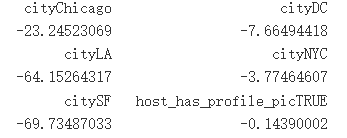 cityChicago cityDC
-23.24523069 -7.66494418
cityLA cityNYC
-64.15264317 -3.77464607
citySF host_has_profile_picTRUE
-69.73487033 -0.14390002